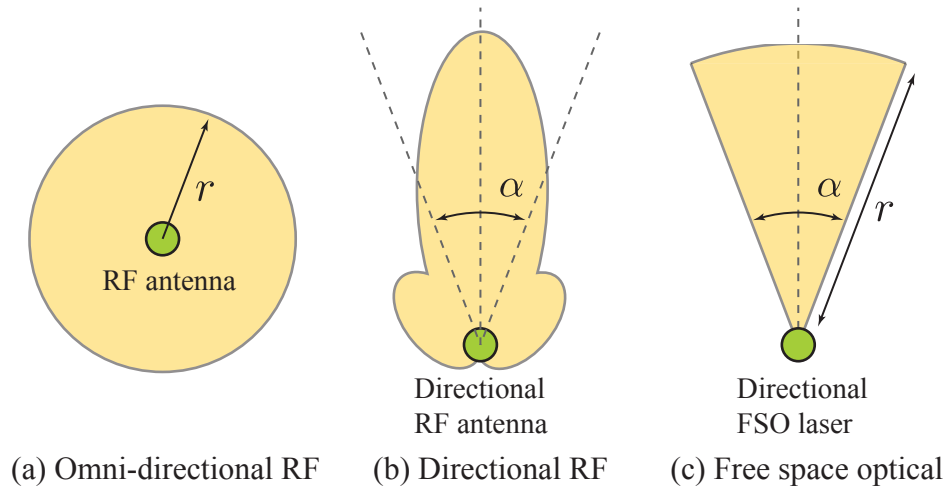 r
RF antenna
(a) Omni-directional RF
α
Directional
RF antenna
(b) Directional RF
α
r
Directional
FSO laser
(c) Free space optical